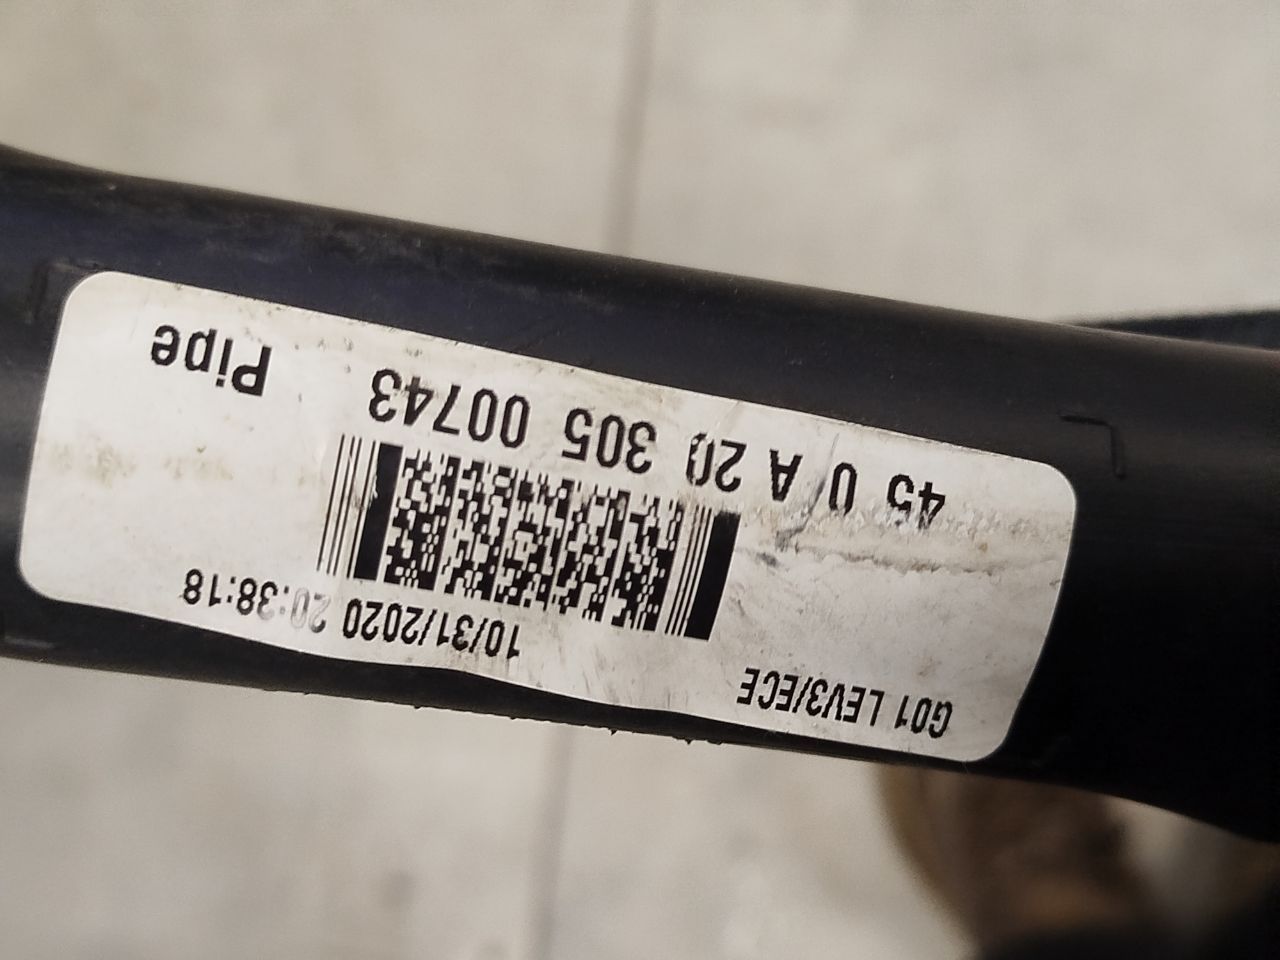 G01 LEV3/ECE
10/31/2020 20:38:18
45 0 A 20 305 00743
Pipe